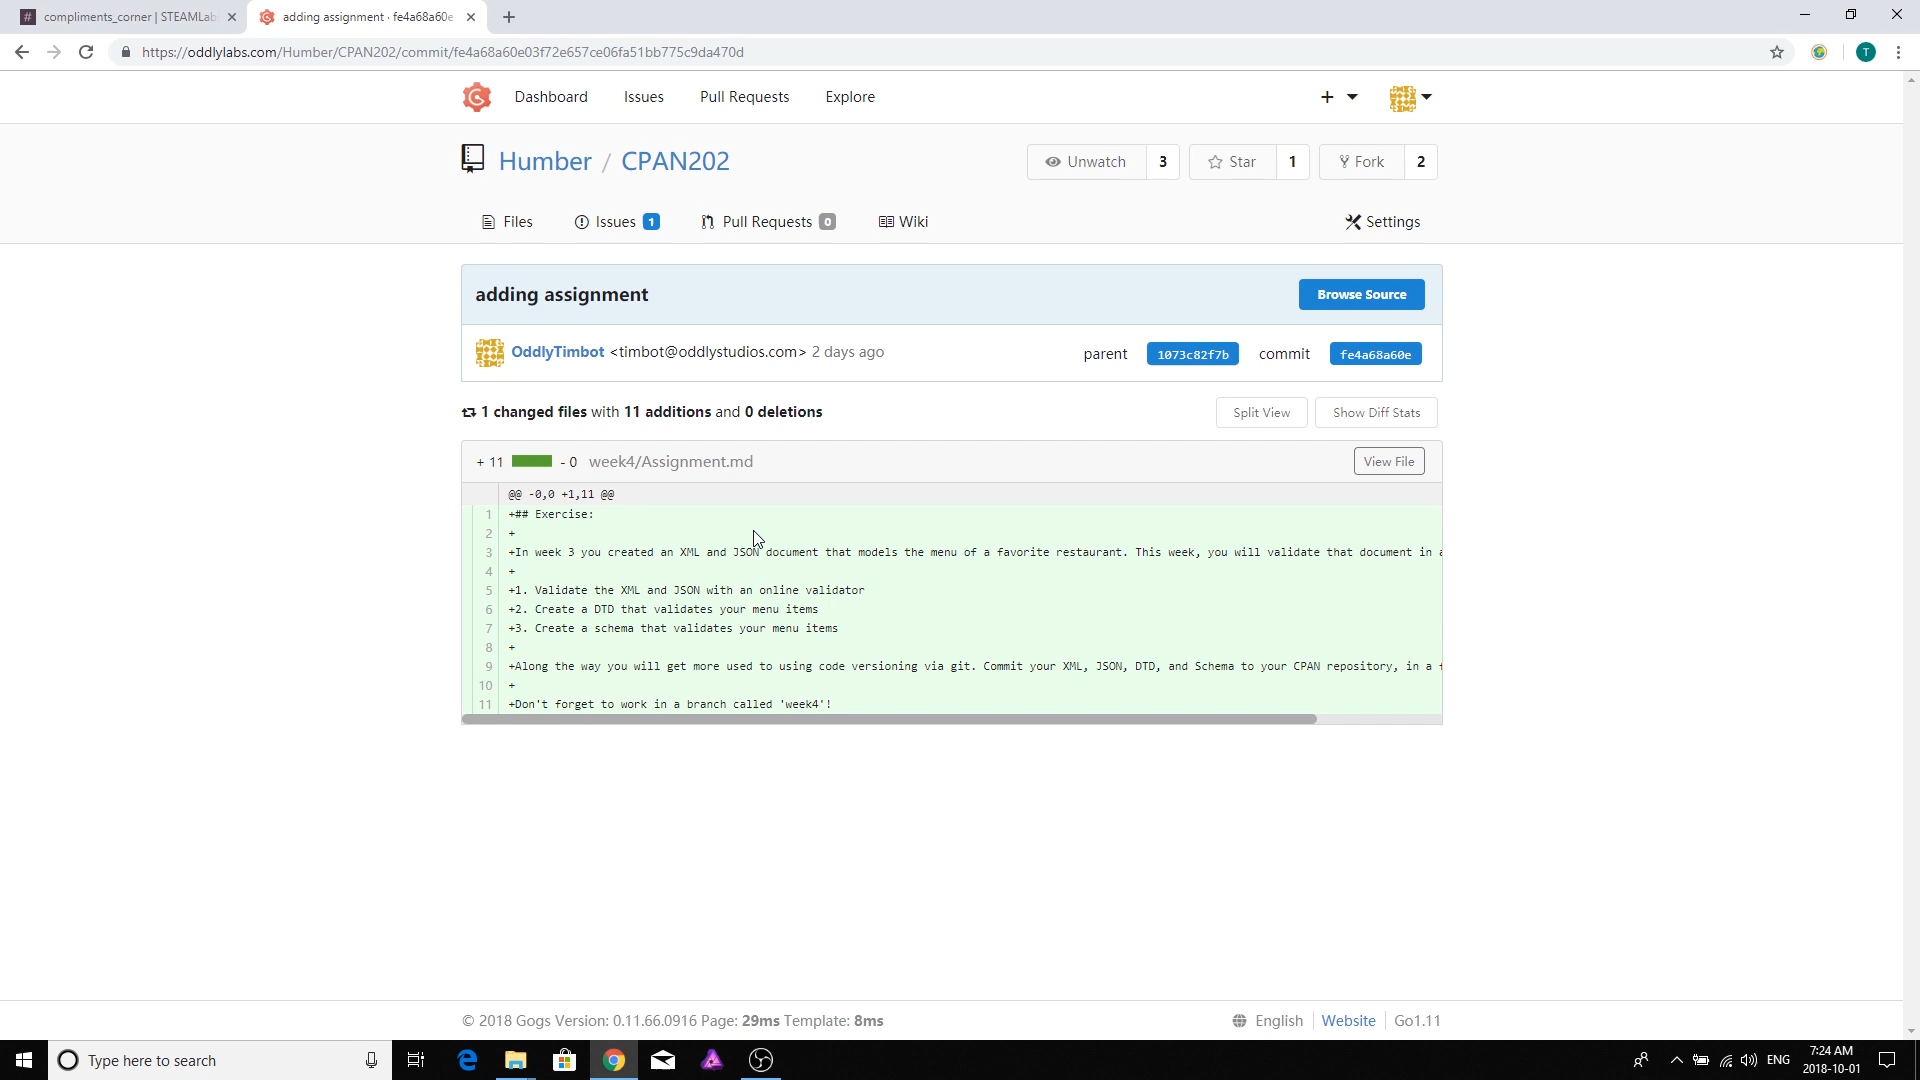 # compliments_corner | STEAMLab
adding assignment · fe4a68a60e
https://oddlylabs.com/Humber/CPAN202/commit/fe4a68a60e03f72e657ce06fa51bb775c9da470d
T
Dashboard Issues Pull Requests Explore
Humber / CPAN202
Unwatch 3 Star 1 Fork 2
Files Issues 1 Pull Requests 0 Wiki Settings
adding assignment
Browse Source
OddlyTimbot <timbot@oddlystudios.com> 2 days ago
parent 1073c82f7b commit fe4a68a60e
1 changed files with 11 additions and 0 deletions
Split View Show Diff Stats
+ 11 - 0 week4/Assignment.md
View File
@@ -0,0 +1,11 @@
1 +## Exercise:
2 +
3 +In week 3 you created an XML and JSON document that models the menu of a favorite restaurant. This week, you will validate that document in
4 +
5 +1. Validate the XML and JSON with an online validator
6 +2. Create a DTD that validates your menu items
7 +3. Create a schema that validates your menu items
8 +
9 +Along the way you will get more used to using code versioning via git. Commit your XML, JSON, DTD, and Schema to your CPAN repository, in a
10 +
11 +Don't forget to work in a branch called 'week4'!
© 2018 Gogs Version: 0.11.66.0916 Page: 29ms Template: 8ms
English Website Go1.11
Type here to search
ENG
7:24 AM
2018-10-01